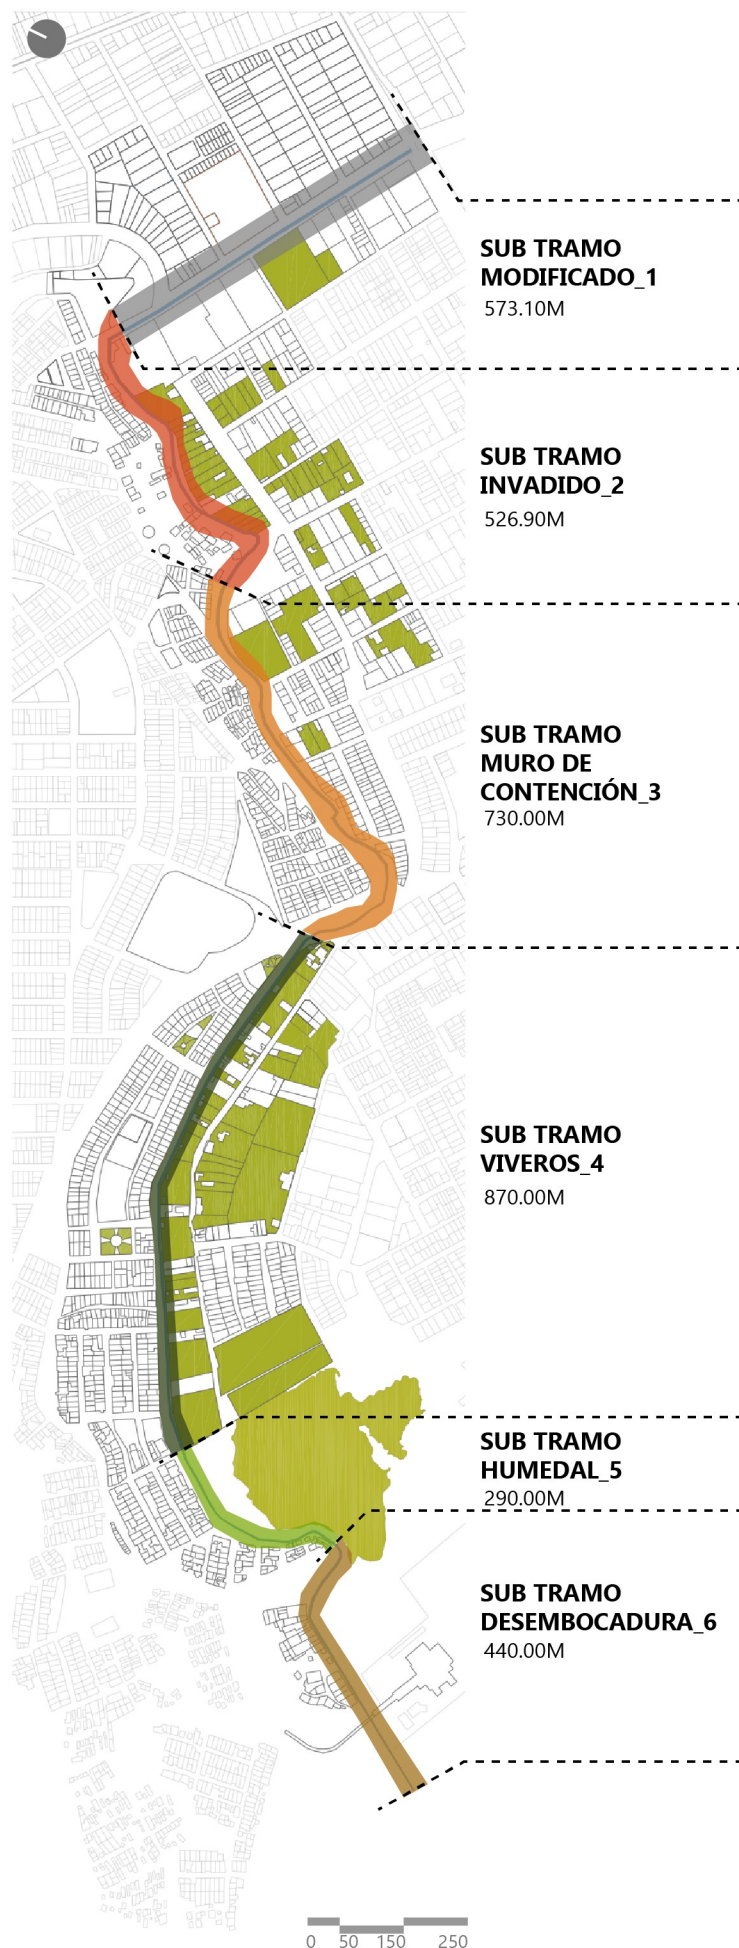 SUB TRAMO
MODIFICADO_1
573.10M
SUB TRAMO
INVADIDO_2
526.90M
SUB TRAMO
MURO DE
CONTENCIÓN_3
730.00M
SUB TRAMO
VIVEROS_4
870.00M
SUB TRAMO
HUMEDAL_5
290.00M
SUB TRAMO
DESEMBOCADURA_6
440.00M
0 50 150 250